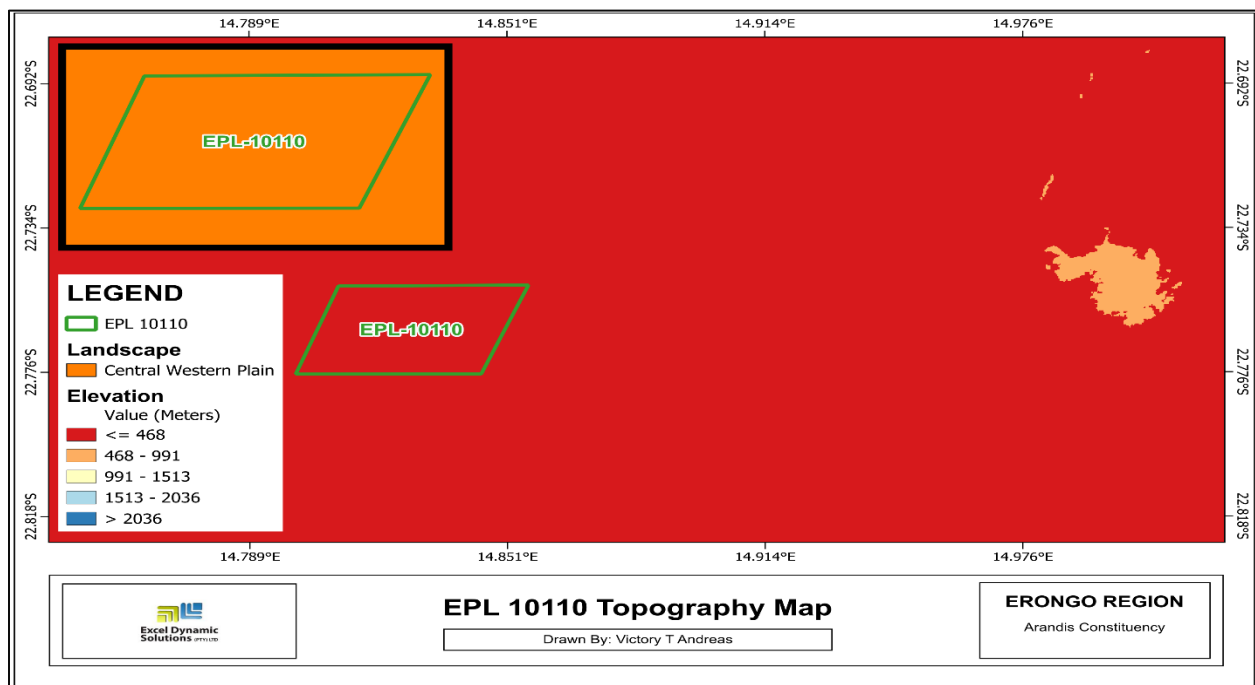 14.789°E 14.851°E 14.914°E 14.976°E
22.692°S 22.692°S
EPL-10110
22.734°S 22.734°S
LEGEND
EPL 10110
Landscape
Central Western Plain
Elevation
Value (Meters)
<= 468
468 - 991
991 - 1513
1513 - 2036
> 2036
EPL-10110
22.776°S 22.776°S
22.818°S 22.818°S
14.789°E 14.851°E 14.914°E 14.976°E
Excel Dynamic
Solutions (PTY) LTD
EPL 10110 Topography Map
Drawn By: Victory T Andreas
ERONGO REGION
Arandis Constituency